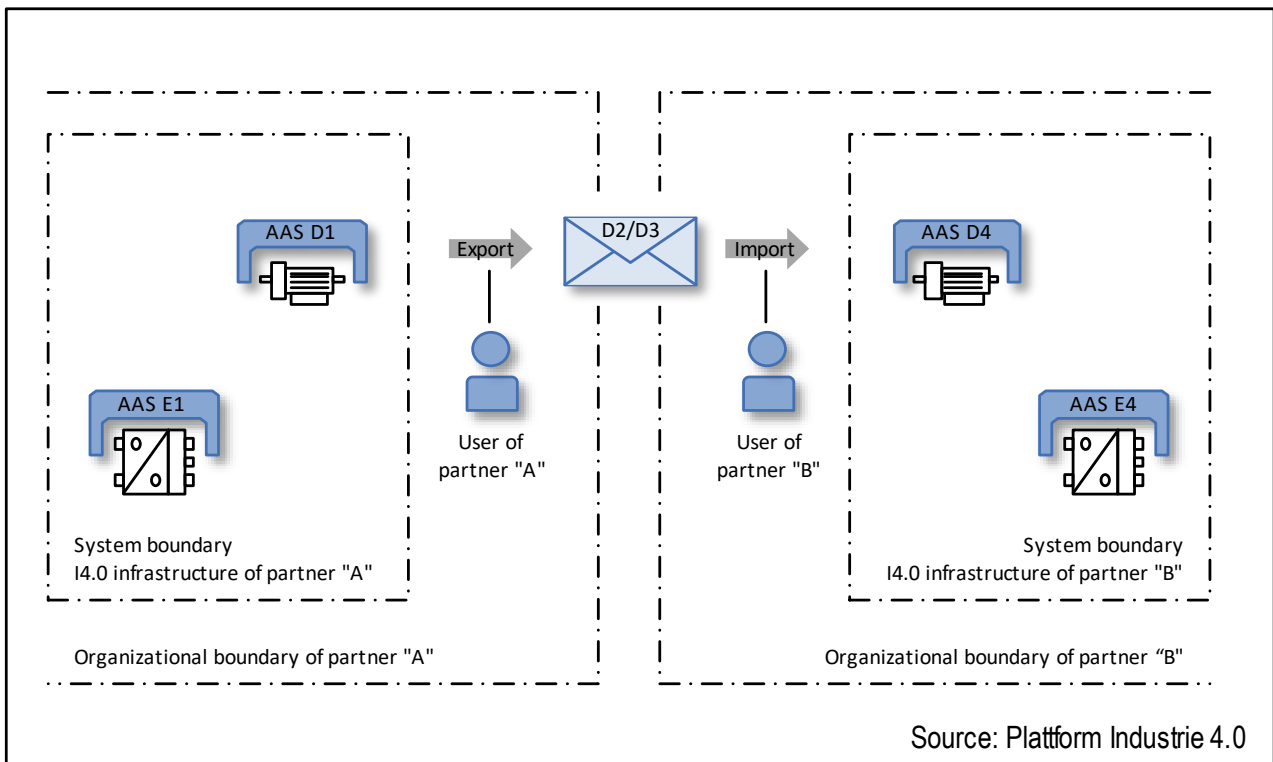 AAS D1
Export
D2/D3
Import
AAS D4
AAS E1
User of
partner "A"
User of
partner "B"
AAS E4
System boundary
I4.0 infrastructure of partner "A"
System boundary
I4.0 infrastructure of partner "B"
Organizational boundary of partner "A"
Organizational boundary of partner “B"
Source: Plattform Industrie 4.0